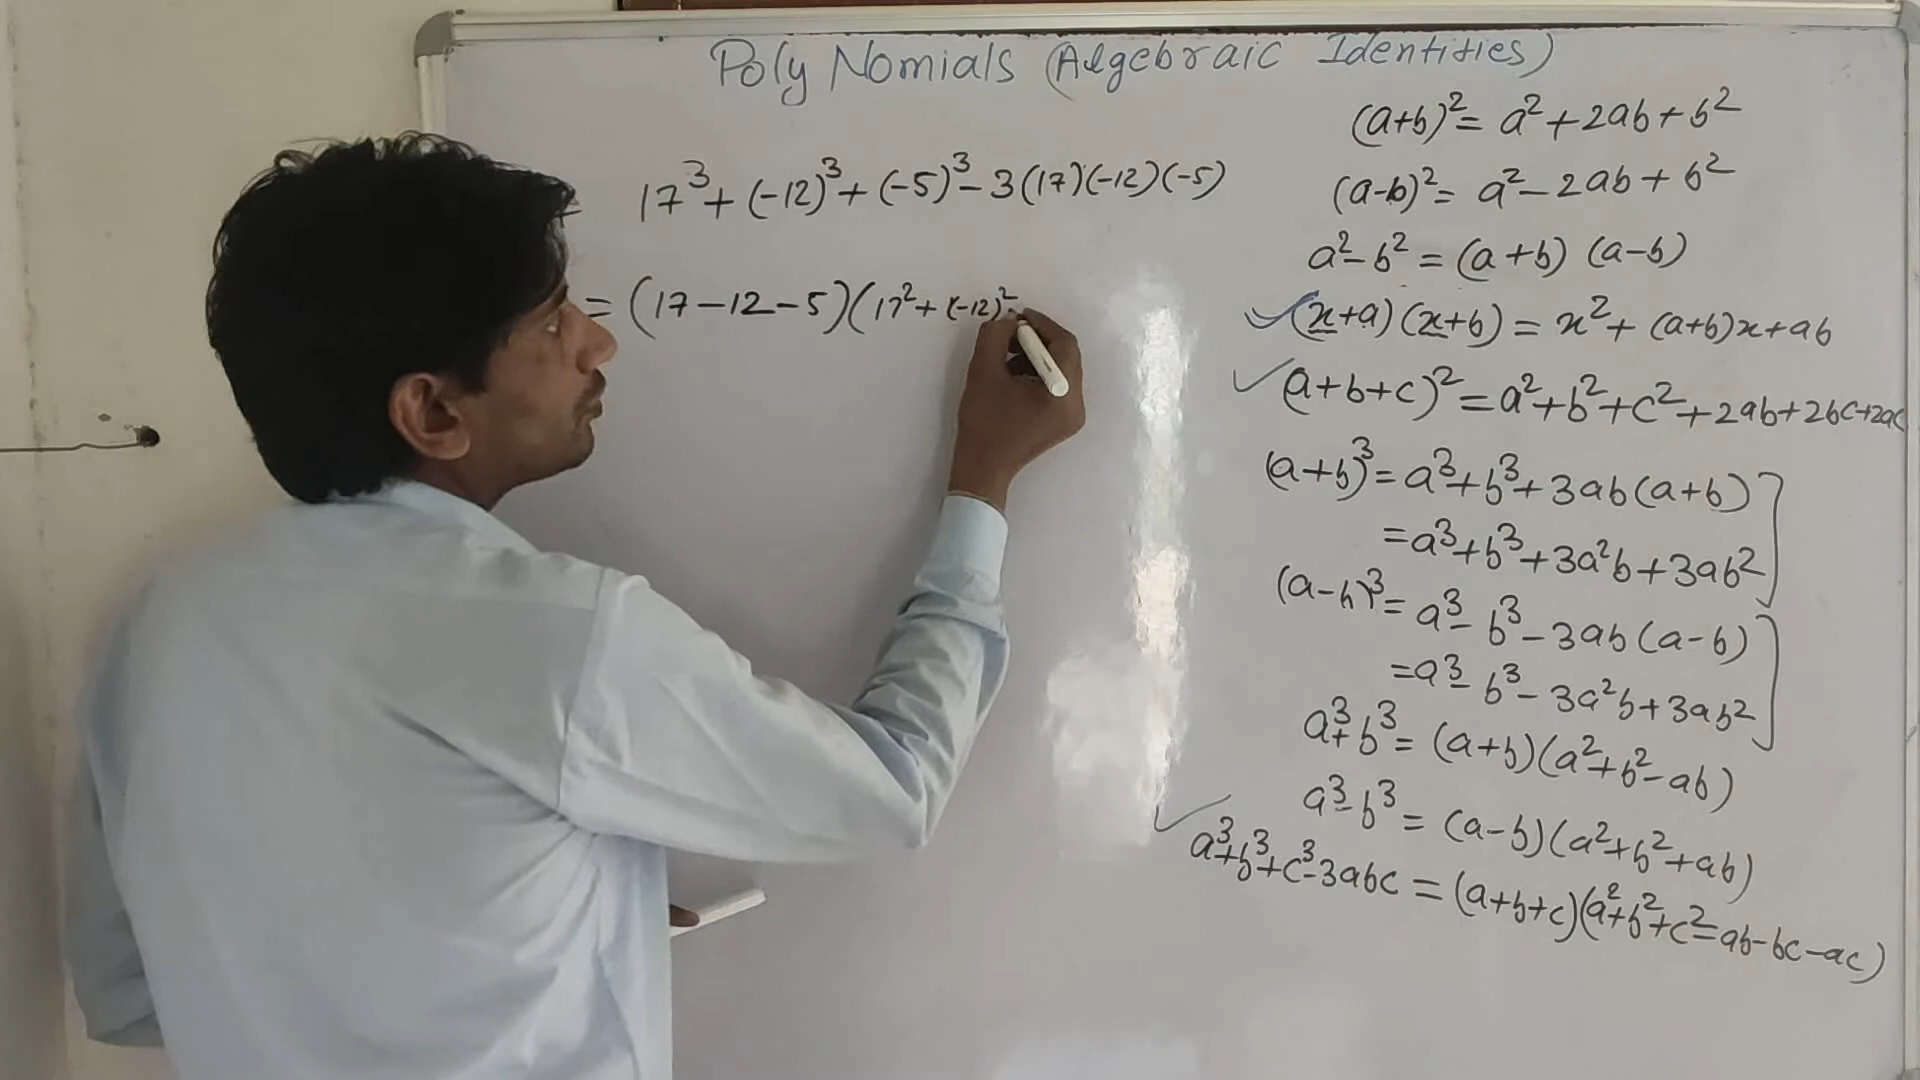 Poly Nomials (Algebraic Identities)
= 17³ + (-12)³ + (-5)³ - 3(17)(-12)(-5)
= (17 - 12 - 5)(17² + (-12)²
(a+b)² = a² + 2ab + b²
(a-b)² = a² - 2ab + b²
a² - b² = (a+b) (a-b)
(x+a) (x+b) = x² + (a+b)x + ab
(a+b+c)² = a² + b² + c² + 2ab + 2bc + 2ac
(a+b)³ = a³ + b³ + 3ab(a+b)
= a³ + b³ + 3a²b + 3ab²
(a-b)³ = a³ - b³ - 3ab(a-b)
= a³ - b³ - 3a²b + 3ab²
a³ + b³ = (a+b)(a² + b² - ab)
a³ - b³ = (a-b)(a² + b² + ab)
a³ + b³ + c³ - 3abc = (a+b+c)(a² + b² + c² - ab - bc - ac)